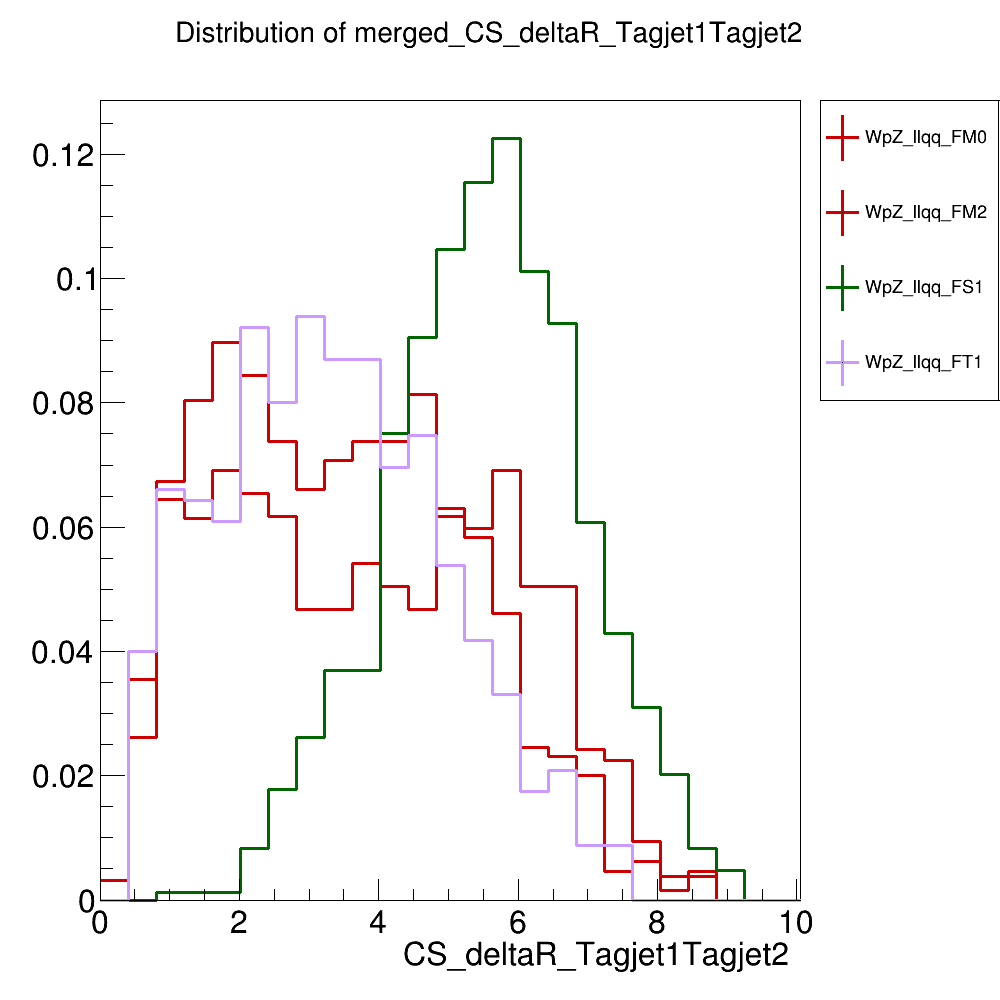 Distribution of merged_CS_deltaR_Tagjet1Tagjet2
WpZ_llqq_FM0
WpZ_llqq_FM2
WpZ_llqq_FS1
WpZ_llqq_FT1
0.12
0.1
0.08
0.06
0.04
0.02
0
0 2 4 6 8 10
CS_deltaR_Tagjet1Tagjet2